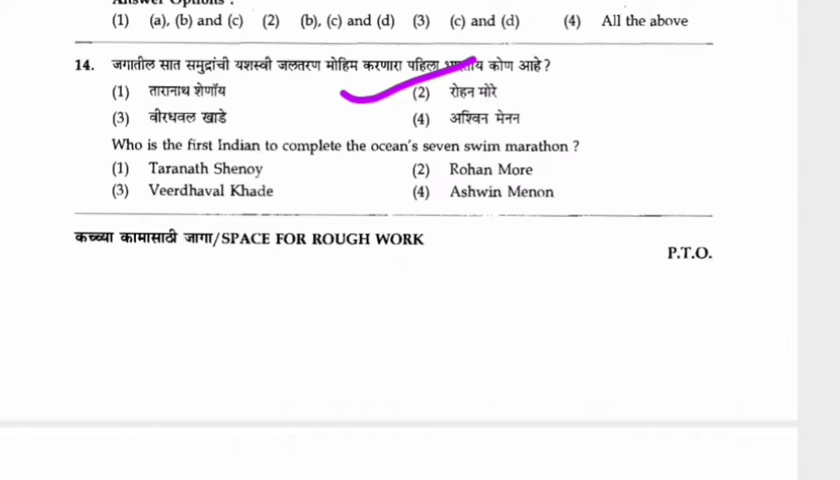 (1) (a), (b) and (c) (2) (b), (c) and (d) (3) (c) and (d) (4) All the above
14. जगातील सात समुद्रांची यशस्वी जलतरण मोहिम करणारा पहिला भारतीय कोण आहे ?
(1) तारानाथ शेणॉय (2) रोहन मोरे
(3) वीरधवल खाडे (4) अश्विन मेनन
Who is the first Indian to complete the ocean's seven swim marathon ?
(1) Taranath Shenoy (2) Rohan More
(3) Veerdhaval Khade (4) Ashwin Menon
कच्च्या कामासाठी जागा/SPACE FOR ROUGH WORK
P.T.O.